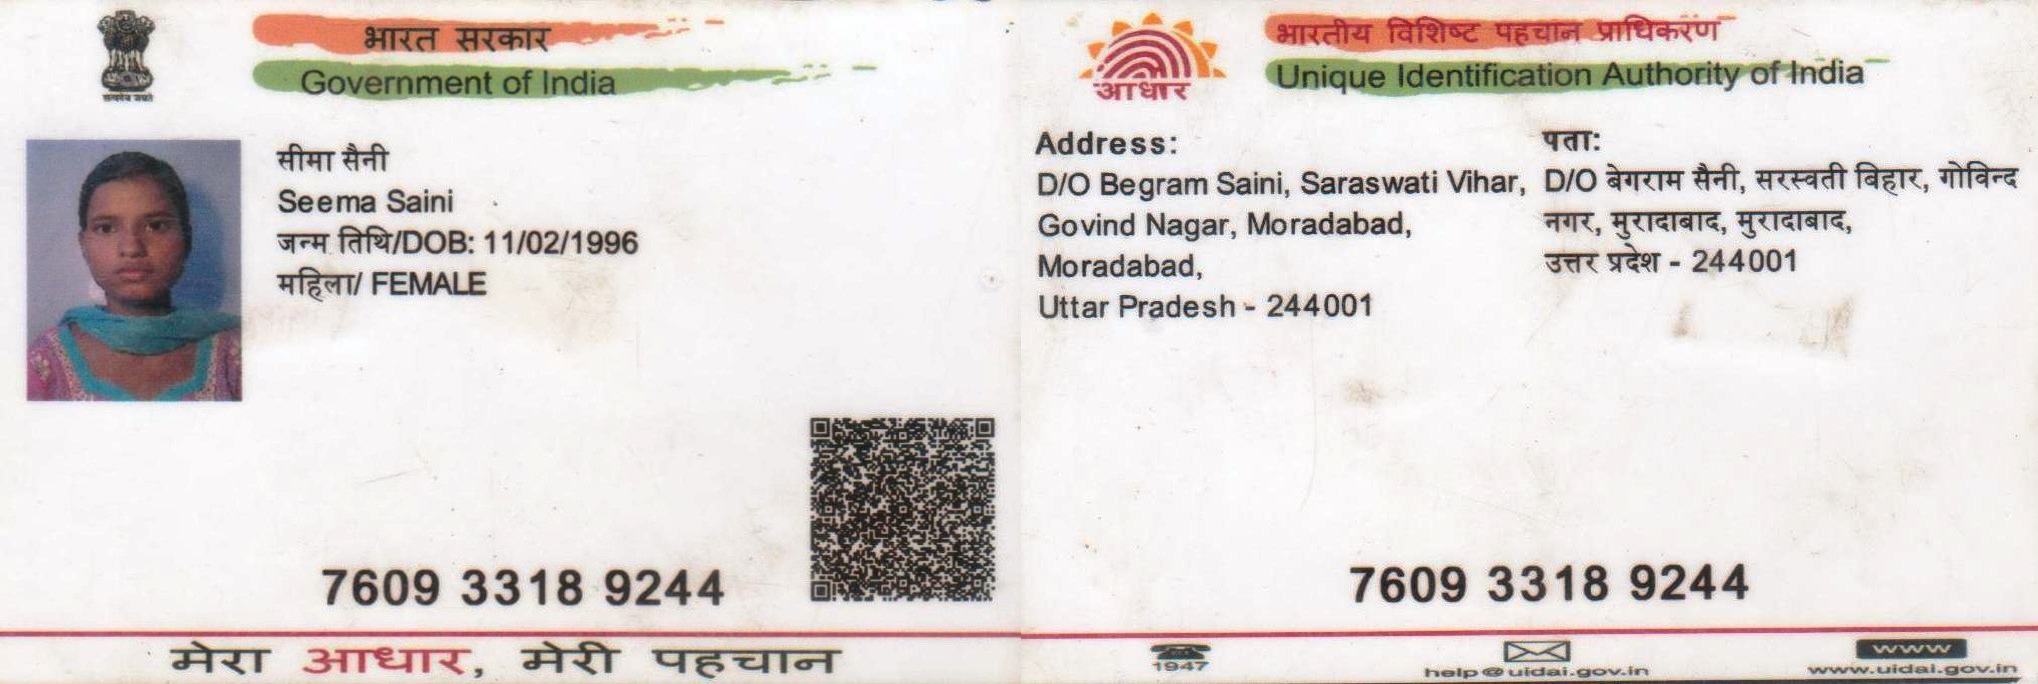 भारत सरकार
Government of India
सत्यमेव जयते
सीमा सैनी
Seema Saini
जन्म तिथि/DOB: 11/02/1996
महिला/ FEMALE
7609 3318 9244
मेरा आधार, मेरी पहचान
आधार
भारतीय विशिष्ट पहचान प्राधिकरण
Unique Identification Authority of India
Address:
D/O Begram Saini, Saraswati Vihar,
Govind Nagar, Moradabad,
Moradabad,
Uttar Pradesh - 244001
पता:
D/O बेगराम सैनी, सरस्वती विहार, गोविन्द
नगर, मुरादाबाद, मुरादाबाद,
उत्तर प्रदेश - 244001
7609 3318 9244
1947
help@uidai.gov.in
www
www.uidai.gov.in